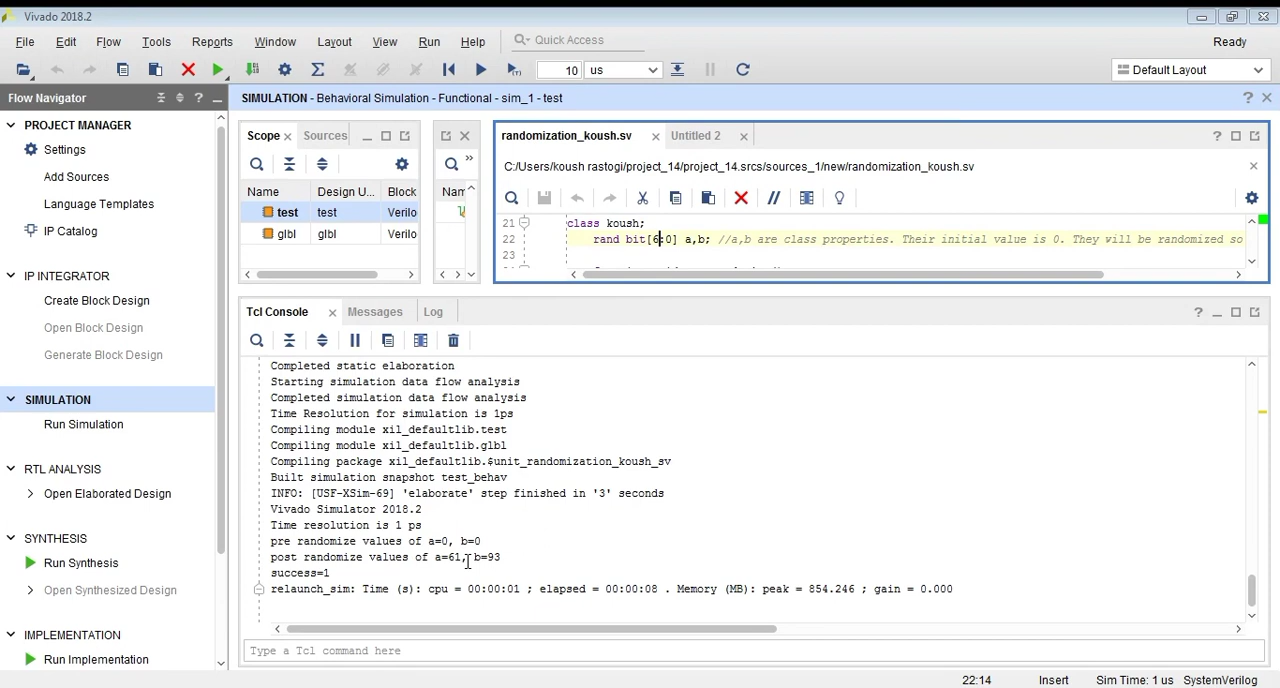 Vivado 2018.2
File Edit Flow Tools Reports Window Layout View Run Help Quick Access Ready
10 us Default Layout
Flow Navigator
SIMULATION - Behavioral Simulation - Functional - sim_1 - test
PROJECT MANAGER
Settings
Add Sources
Language Templates
IP Catalog
IP INTEGRATOR
Create Block Design
Open Block Design
Generate Block Design
SIMULATION
Run Simulation
RTL ANALYSIS
Open Elaborated Design
SYNTHESIS
Run Synthesis
Open Synthesized Design
IMPLEMENTATION
Run Implementation
Scope Sources
Name Design U... Block
test test Verilo
glbl glbl Verilo
Nam
randomization_koush.sv Untitled 2
C:/Users/koush rastogi/project_14/project_14.srcs/sources_1/new/randomization_koush.sv
21 class koush;
22 rand bit[6:0] a,b; //a,b are class properties. Their initial value is 0. They will be randomized so
23
Tcl Console Messages Log
Completed static elaboration
Starting simulation data flow analysis
Completed simulation data flow analysis
Time Resolution for simulation is 1ps
Compiling module xil_defaultlib.test
Compiling module xil_defaultlib.glbl
Compiling package xil_defaultlib.$unit_randomization_koush_sv
Built simulation snapshot test_behav
INFO: [USF-XSim-69] 'elaborate' step finished in '3' seconds
Vivado Simulator 2018.2
Time resolution is 1 ps
pre randomize values of a=0, b=0
post randomize values of a=61, b=93
success=1
relaunch_sim: Time (s): cpu = 00:00:01 ; elapsed = 00:00:08 . Memory (MB): peak = 854.246 ; gain = 0.000
Type a Tcl command here
22:14 Insert Sim Time: 1 us SystemVerilog